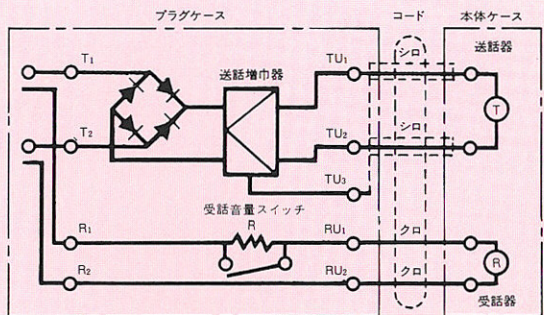 プラグケース
コード
本体ケース
T1
送話増巾器
TU1
シロ
送話器
T
T2
TU2
シロ
TU3
受話音量スイッチ
R1
R
RU1
クロ
R
R2
RU2
クロ
受話器